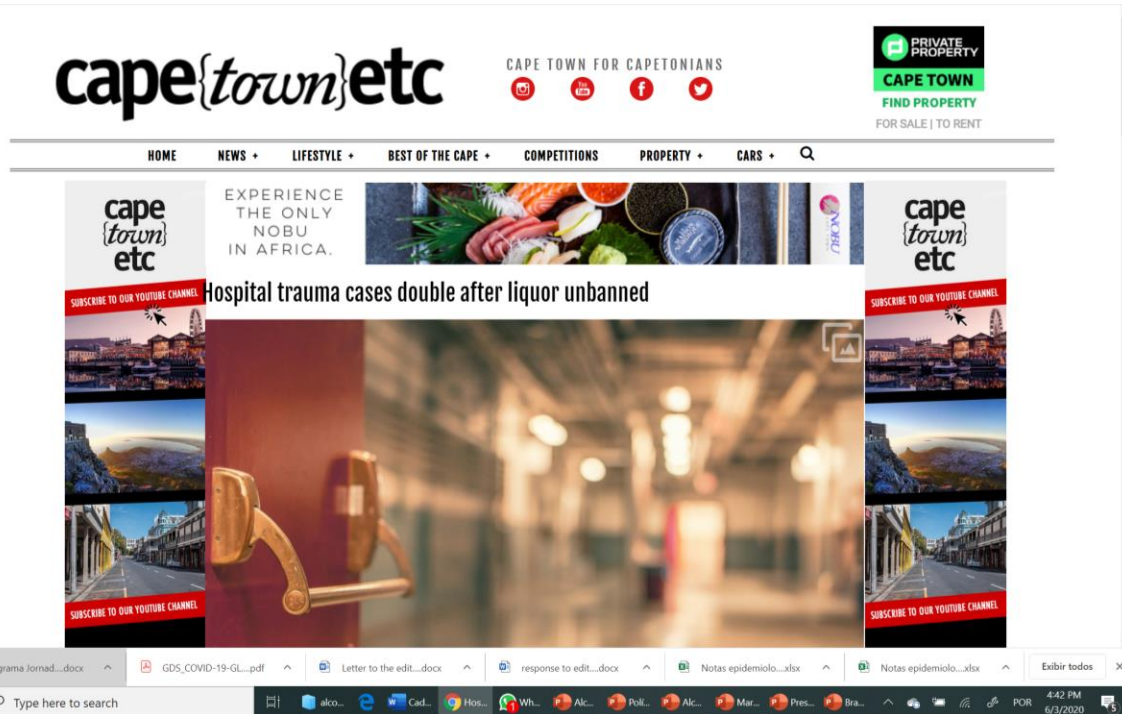 cape{town}etc
CAPE TOWN FOR CAPETONIANS
You
Tube
PRIVATE
PROPERTY
CAPE TOWN
FIND PROPERTY
FOR SALE | TO RENT
HOME NEWS + LIFESTYLE + BEST OF THE CAPE + COMPETITIONS PROPERTY + CARS +
cape
{town}
etc
SUBSCRIBE TO OUR YOUTUBE CHANNEL
SUBSCRIBE TO OUR YOUTUBE CHANNEL
EXPERIENCE
THE ONLY
NOBU
IN AFRICA.
NOBU
cape
{town}
etc
SUBSCRIBE TO OUR YOUTUBE CHANNEL
SUBSCRIBE TO OUR YOUTUBE CHANNEL
Hospital trauma cases double after liquor unbanned
grama Jornad....docx GDS_COVID-19-GL....pdf Letter to the edit....docx response to edit....docx Notas epidemiolo....xlsx Notas epidemiolo....xlsx Exibir todos
Type here to search alco... Cad... Hos... Wh... Alc... Polí... Alc... Mar... Pres... Bra... POR 4:42 PM
6/3/2020